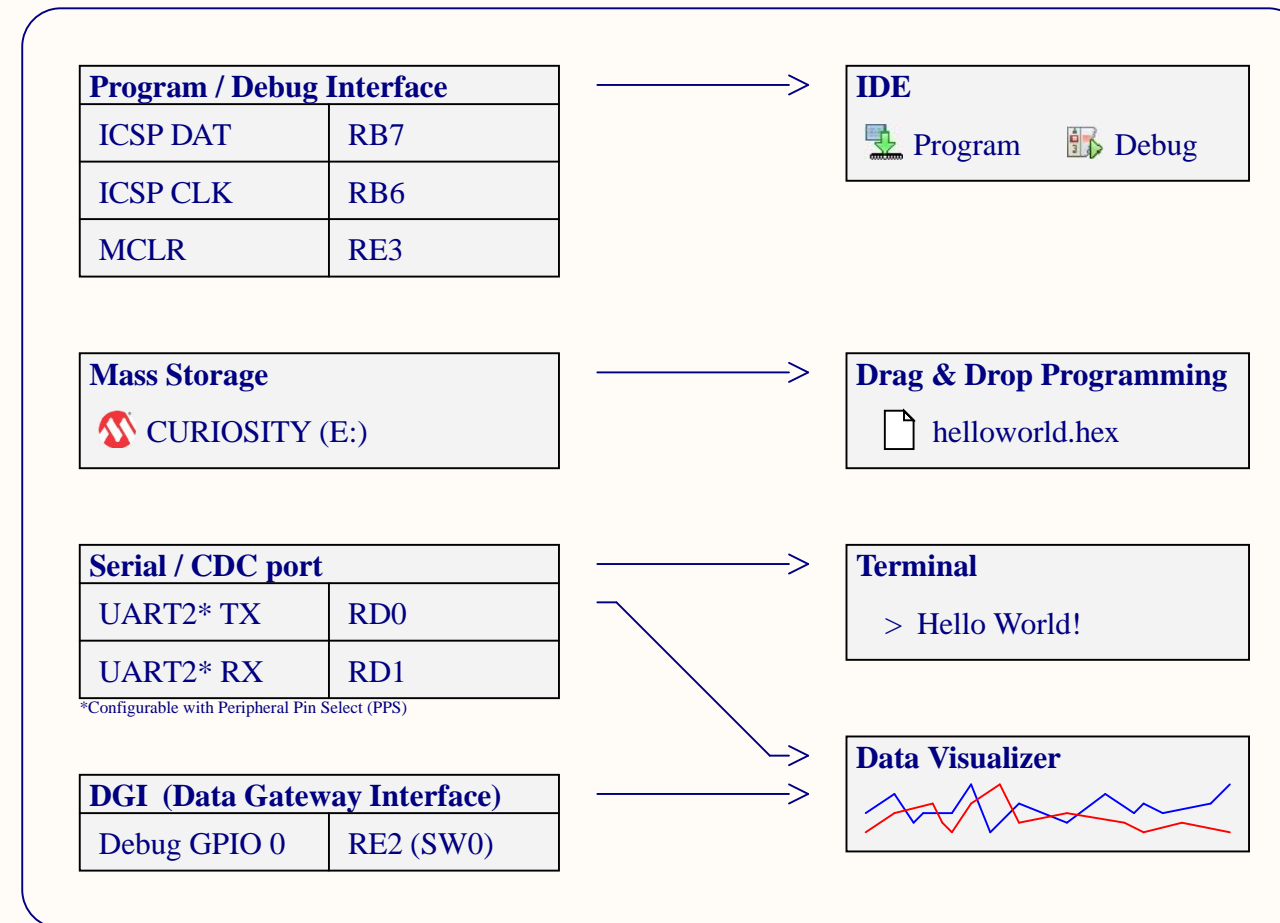 Program / Debug Interface
ICSP DAT RB7
ICSP CLK RB6
MCLR RE3
IDE
Program Debug
Mass Storage
CURIOSITY (E:)
Drag & Drop Programming
helloworld.hex
Serial / CDC port
UART2* TX RD0
UART2* RX RD1
*Configurable with Peripheral Pin Select (PPS)
Terminal
> Hello World!
DGI (Data Gateway Interface)
Debug GPIO 0 RE2 (SW0)
Data Visualizer